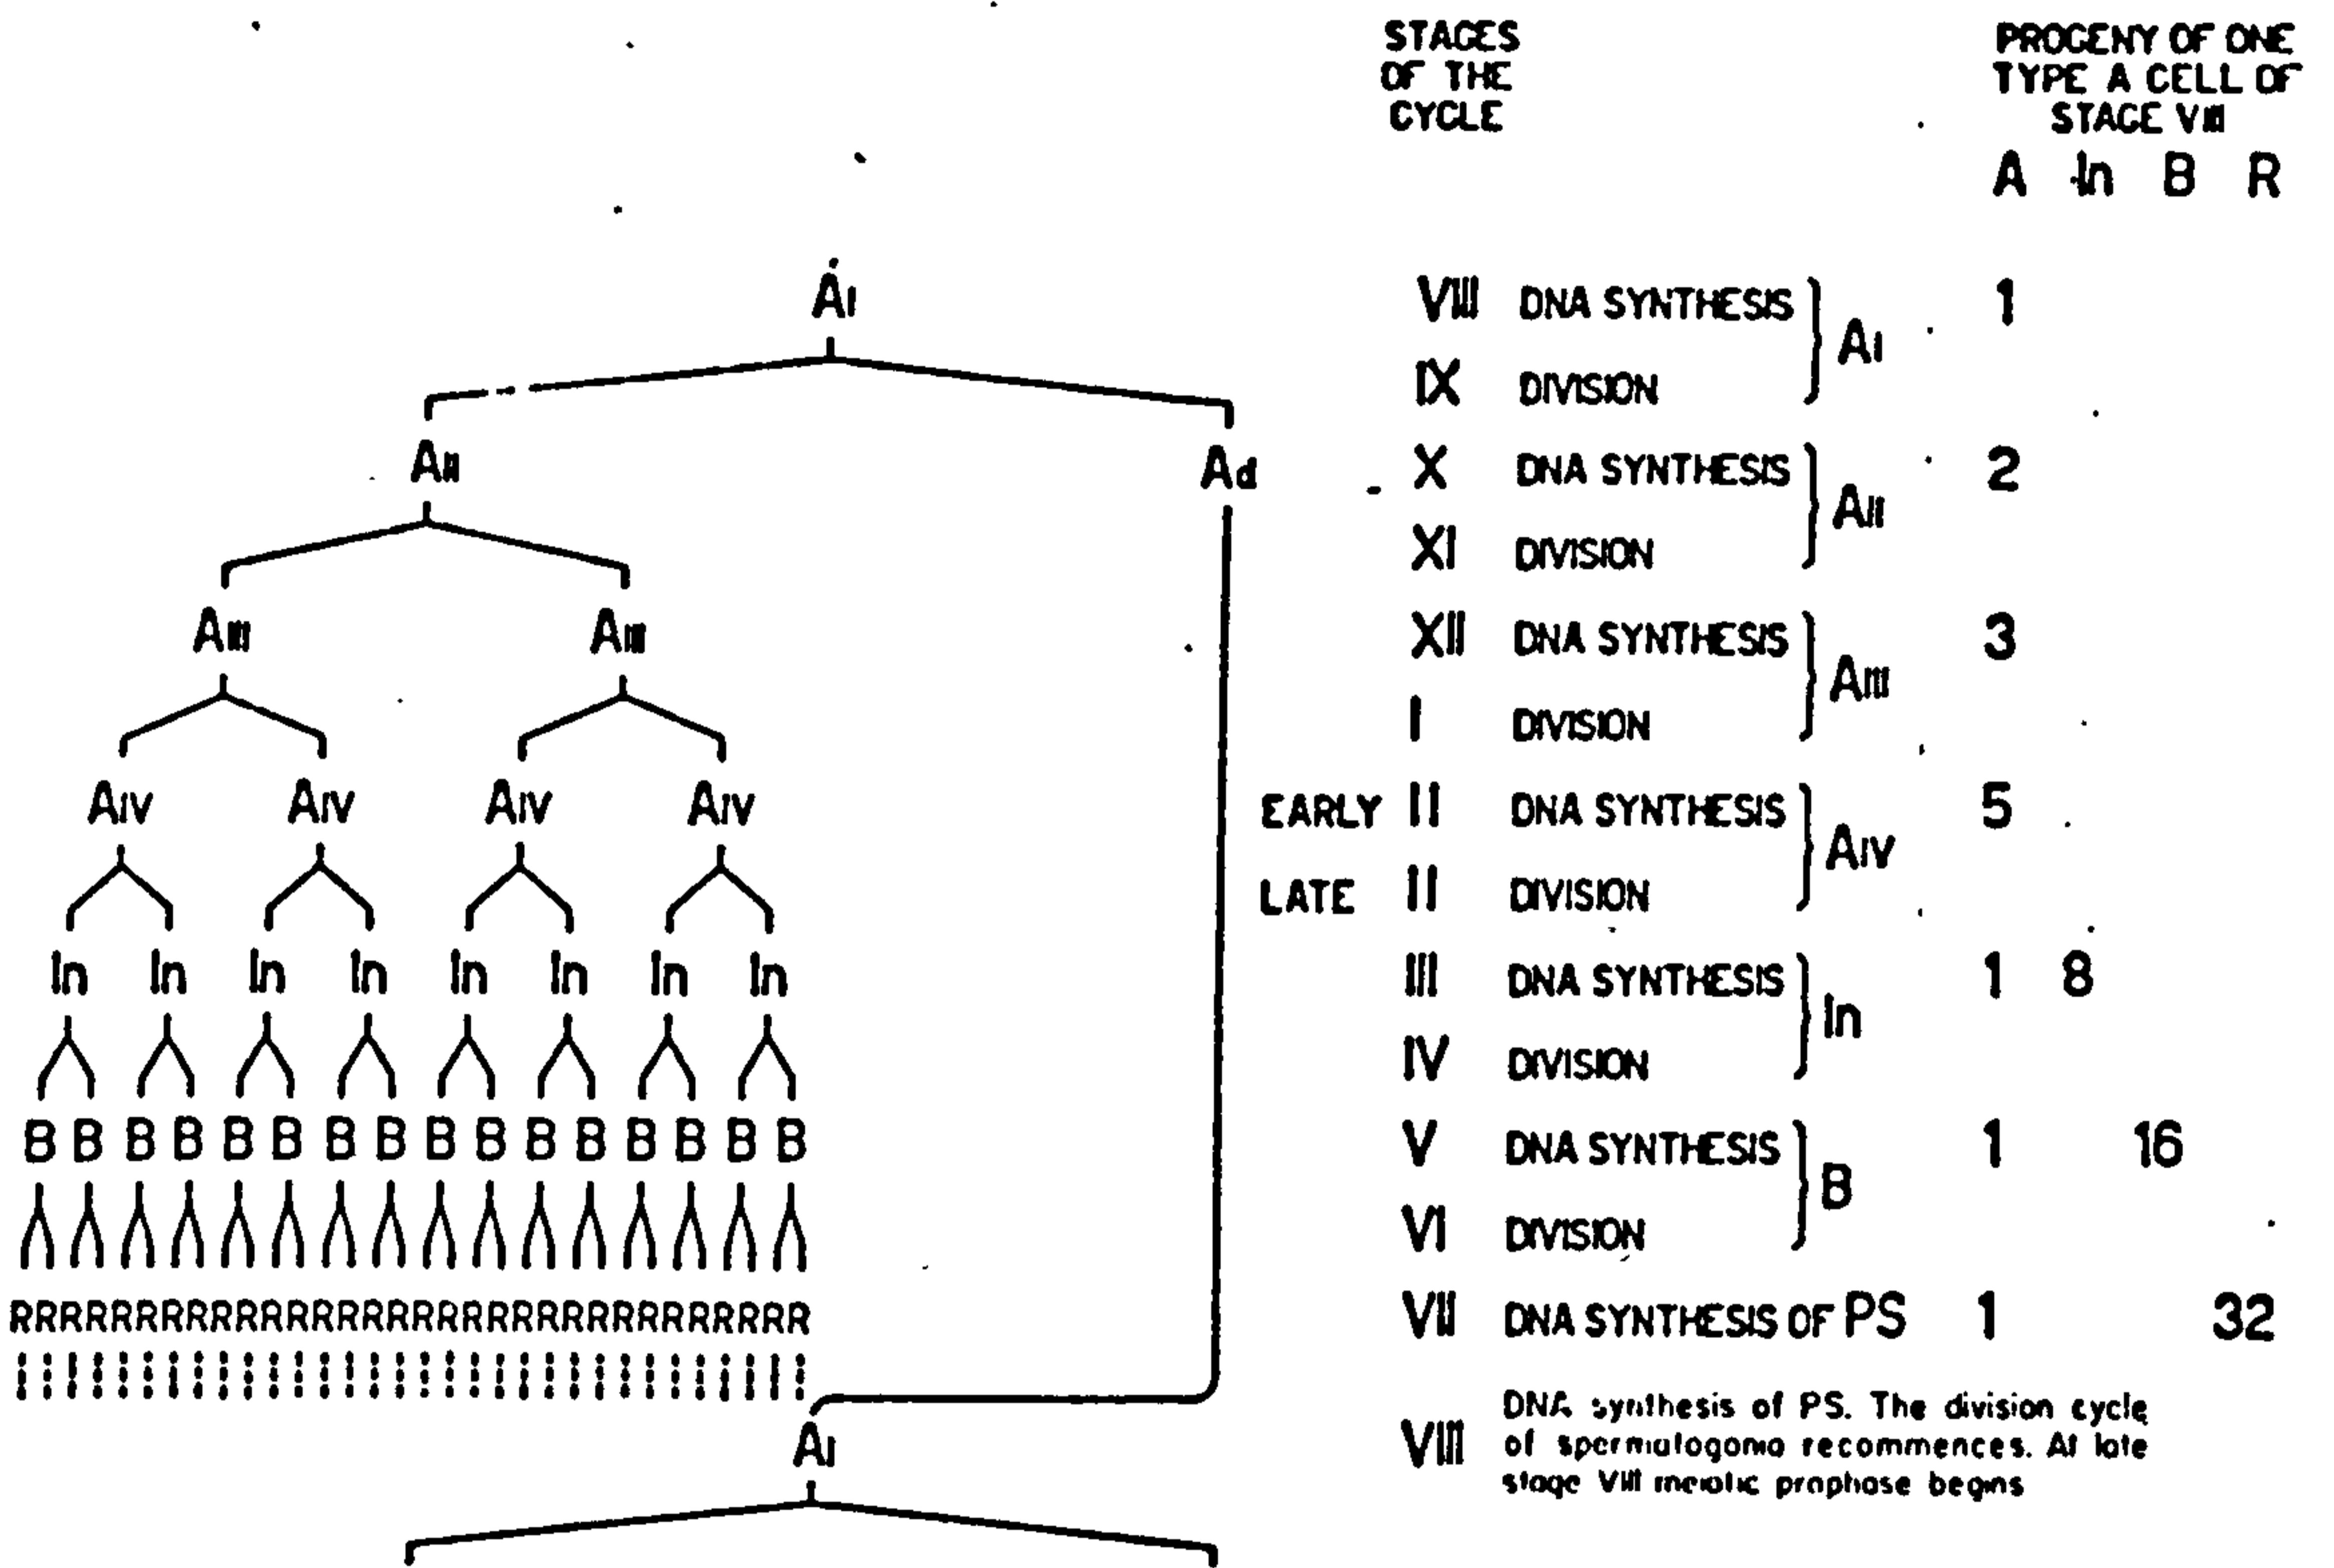 STAGES
OF THE
CYCLE
PROGENY OF ONE
TYPE A CELL OF
STAGE VIII
A In B R
AI VIII DNA SYNTHESIS AI 1
IX DIVISION
AII Ad X DNA SYNTHESIS AII 2
XI DIVISION
AIII AIII XII DNA SYNTHESIS AIII 3
I DIVISION
AIV AIV AIV AIV EARLY II DNA SYNTHESIS AIV 5
LATE II DIVISION
In In In In In In In In III DNA SYNTHESIS In 1 8
IV DIVISION
B B B B B B B B B B B B B B B B V DNA SYNTHESIS B 1 16
VI DIVISION
RRRRRRRRRRRRRRRRRRRRRRRRRRRRRRRR VII DNA SYNTHESIS OF PS 1 32
AI VIII DNA synthesis of PS. The division cycle
of spermatogonia recommences. At late
stage VIII meiotic prophase begins